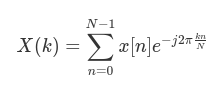 X(k) = \sum_{n=0}^{N-1} x[n]e^{-j2\pi \frac{kn}{N}}